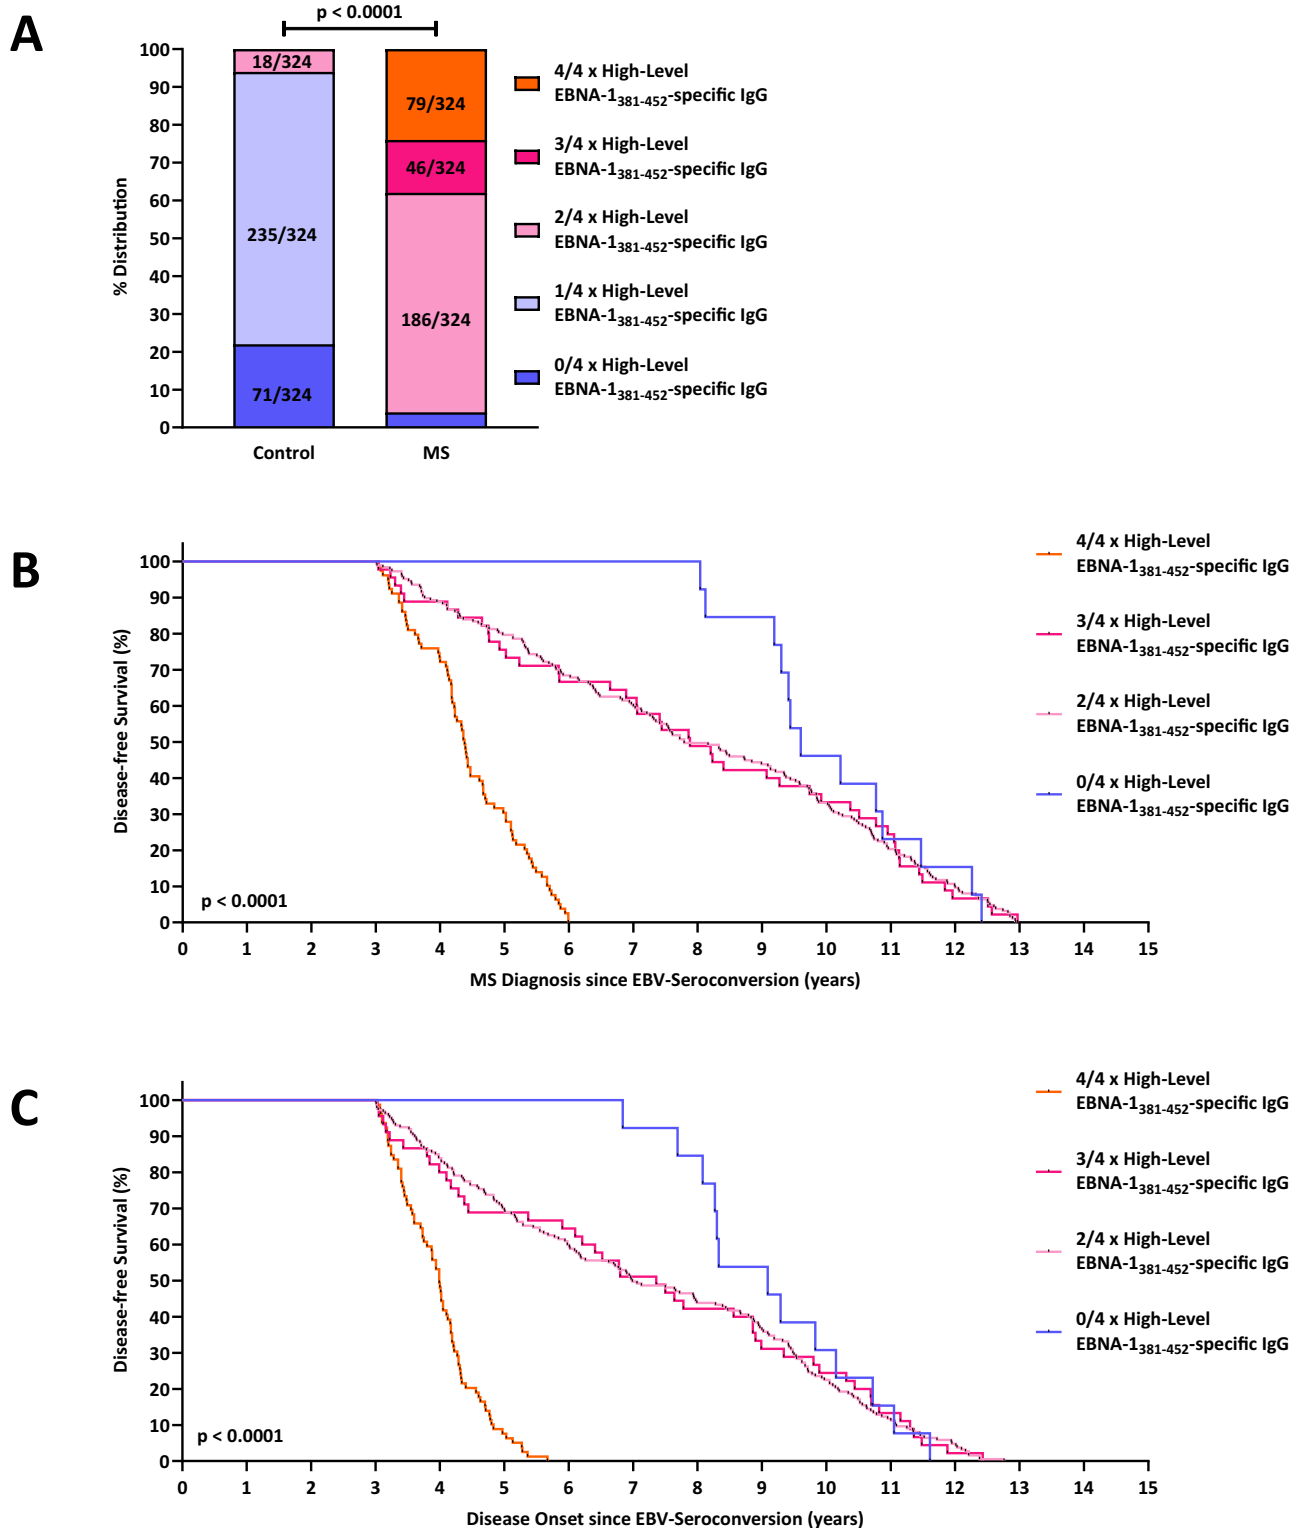 A
p < 0.0001
100
90
80
70
60
50
40
30
20
10
0
% Distribution
18/324
235/324
71/324
79/324
46/324
186/324
Control
MS
4/4 x High-Level
EBNA-1381-452-specific IgG
3/4 x High-Level
EBNA-1381-452-specific IgG
2/4 x High-Level
EBNA-1381-452-specific IgG
1/4 x High-Level
EBNA-1381-452-specific IgG
0/4 x High-Level
EBNA-1381-452-specific IgG
B
100
90
80
70
60
50
40
30
20
10
0
Disease-free Survival (%)
p < 0.0001
0 1 2 3 4 5 6 7 8 9 10 11 12 13 14 15
MS Diagnosis since EBV-Seroconversion (years)
4/4 x High-Level
EBNA-1381-452-specific IgG
3/4 x High-Level
EBNA-1381-452-specific IgG
2/4 x High-Level
EBNA-1381-452-specific IgG
0/4 x High-Level
EBNA-1381-452-specific IgG
C
100
90
80
70
60
50
40
30
20
10
0
Disease-free Survival (%)
p < 0.0001
0 1 2 3 4 5 6 7 8 9 10 11 12 13 14 15
Disease Onset since EBV-Seroconversion (years)
4/4 x High-Level
EBNA-1381-452-specific IgG
3/4 x High-Level
EBNA-1381-452-specific IgG
2/4 x High-Level
EBNA-1381-452-specific IgG
0/4 x High-Level
EBNA-1381-452-specific IgG